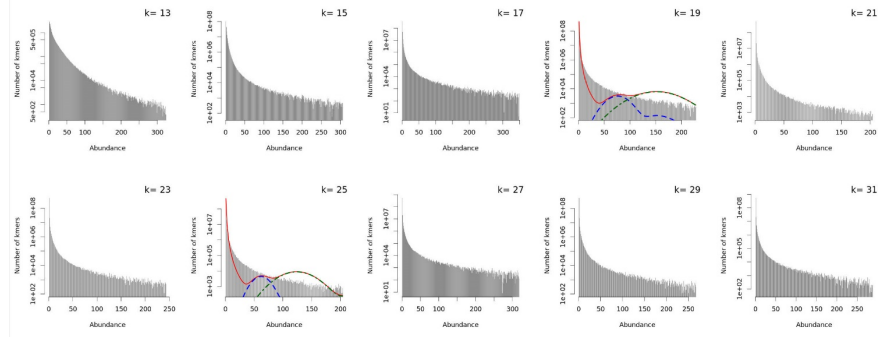 k= 13
Number of kmers
5e+02
1e+04
5e+05
0 50 100 200 300
Abundance
k= 15
Number of kmers
1e+02
1e+04
1e+06
1e+08
0 50 100 150 200 250 300
Abundance
k= 17
Number of kmers
1e+01
1e+04
1e+07
0 50 100 200 300
Abundance
k= 19
Number of kmers
1e+02
1e+04
1e+06
1e+08
0 50 100 150 200
Abundance
k= 21
Number of kmers
1e+03
1e+05
1e+07
0 50 100 150 200
Abundance
k= 23
Number of kmers
1e+02
1e+04
1e+06
1e+08
0 50 100 150 200 250
Abundance
k= 25
Number of kmers
1e+03
1e+05
1e+07
0 50 100 150 200
Abundance
k= 27
Number of kmers
1e+01
1e+04
1e+07
0 50 100 200 300
Abundance
k= 29
Number of kmers
1e+02
1e+04
1e+06
1e+08
0 50 100 150 200 250
Abundance
k= 31
Number of kmers
1e+02
1e+04
1e+06
1e+08
0 50 100 150 200 250
Abundance